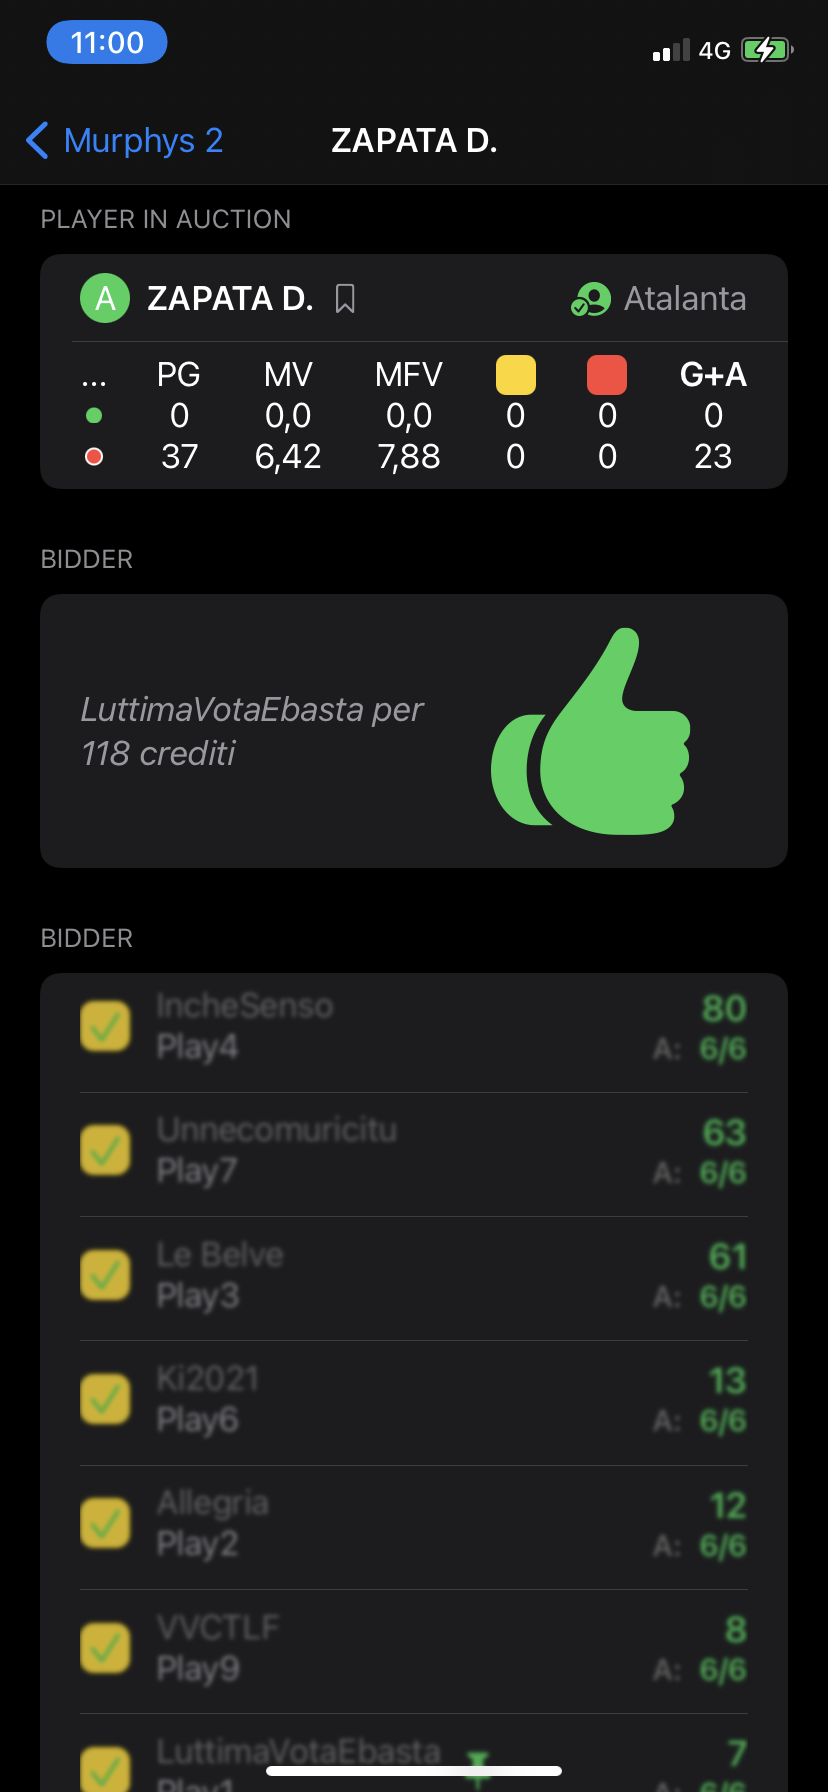 11:00
4G
Murphys 2
ZAPATA D.
PLAYER IN AUCTION
A ZAPATA D. Atalanta
... PG MV MFV G+A
0 0,0 0,0 0 0 0
37 6,42 7,88 0 0 23
BIDDER
LuttimaVotaEbasta per
118 crediti
BIDDER
IncheSenso 80
Play4 A: 6/6
Unnecomuricitu 63
Play7 A: 6/6
Le Belve 61
Play3 A: 6/6
Ki2021 13
Play6 A: 6/6
Allegria 12
Play2 A: 6/6
VVCTLF 8
Play9 A: 6/6
LuttimaVotaEbasta 7
Play1 A: 6/6